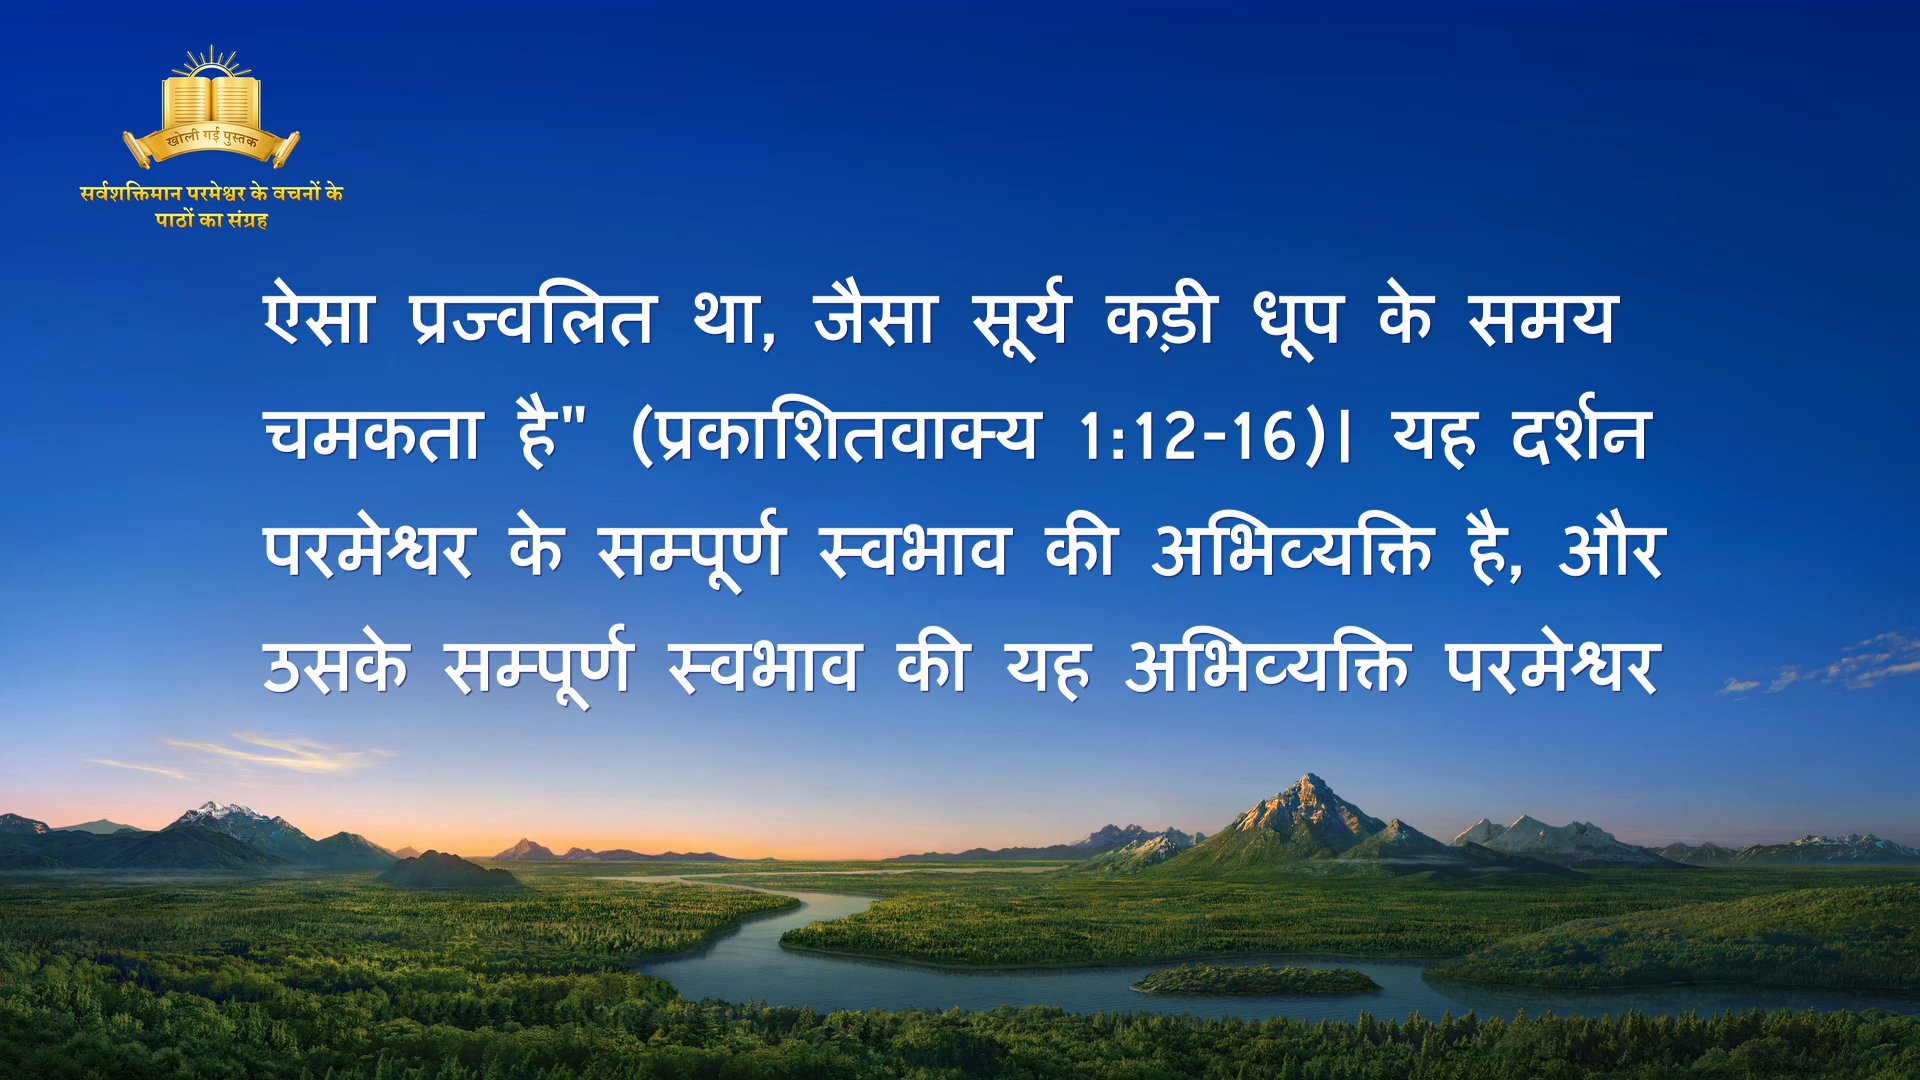 खोली गई पुस्तक
सर्वशक्तिमान परमेश्वर के वचनों के
पाठों का संग्रह
ऐसा प्रज्वलित था, जैसा सूर्य कड़ी धूप के समय
चमकता है" (प्रकाशितवाक्य 1:12-16)। यह दर्शन
परमेश्वर के सम्पूर्ण स्वभाव की अभिव्यक्ति है, और
उसके सम्पूर्ण स्वभाव की यह अभिव्यक्ति परमेश्वर